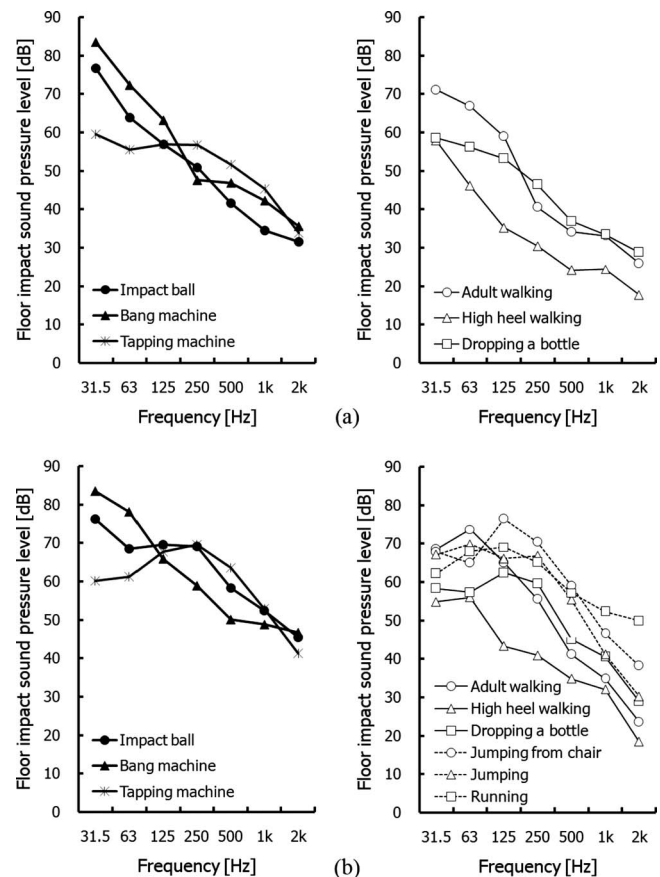 Floor impact sound pressure level [dB]
90
80
70
60
50
40
30
20
10
0
Impact ball
Bang machine
Tapping machine
31.5 63 125 250 500 1k 2k
Frequency [Hz]
Floor impact sound pressure level [dB]
90
80
70
60
50
40
30
20
10
0
Adult walking
High heel walking
Dropping a bottle
31.5 63 125 250 500 1k 2k
Frequency [Hz]
(a)
Floor impact sound pressure level [dB]
90
80
70
60
50
40
30
20
10
0
Impact ball
Bang machine
Tapping machine
31.5 63 125 250 500 1k 2k
Frequency [Hz]
Floor impact sound pressure level [dB]
90
80
70
60
50
40
30
20
10
0
Adult walking
High heel walking
Dropping a bottle
Jumping from chair
Jumping
Running
31.5 63 125 250 500 1k 2k
Frequency [Hz]
(b)